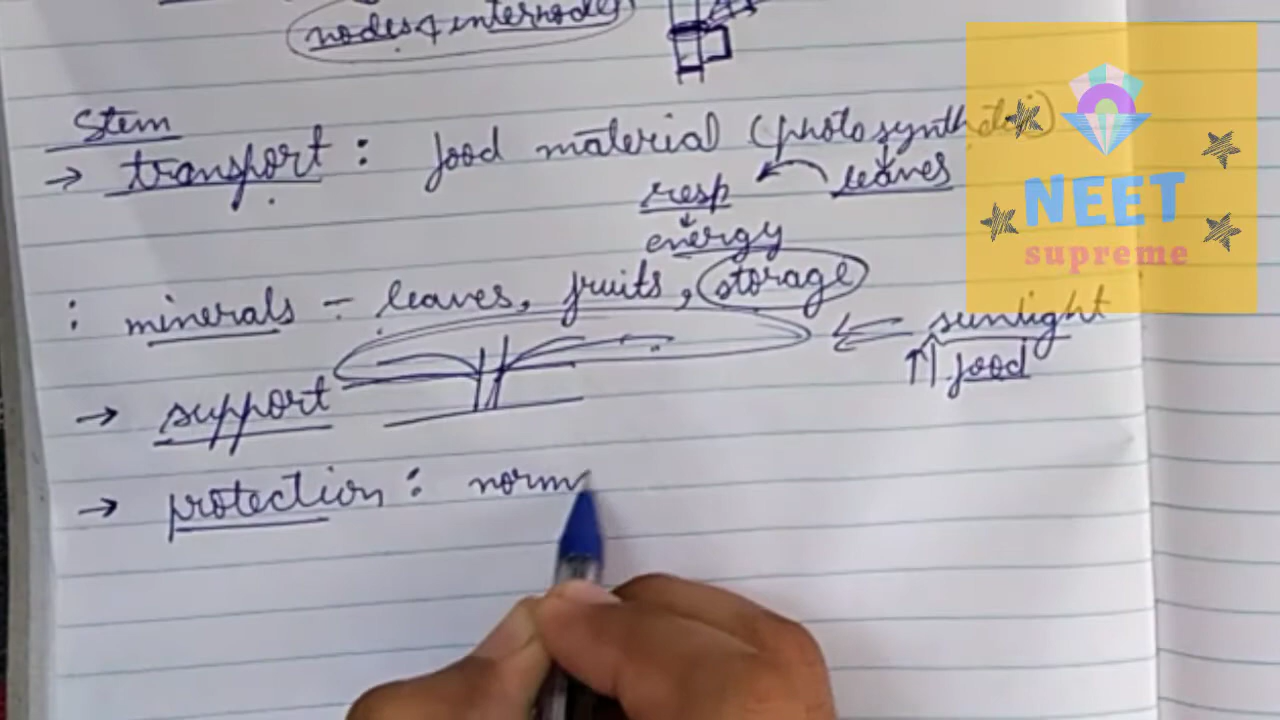 nodes & internodes
Stem
→ transport : food material (photosynthesis)
resp ← leaves
energy
: minerals - leaves, fruits, storage
← sunlight
↑ food
→ support
→ protection : norm
NEET
supreme